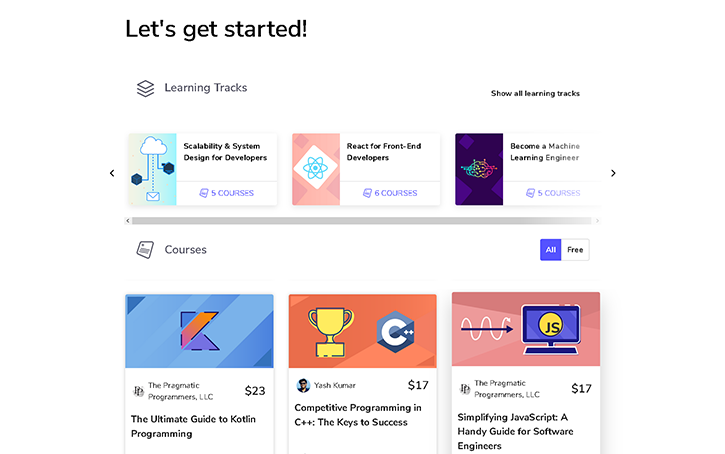 Let's get started!
Learning Tracks
Show all learning tracks
Scalability & System
Design for Developers
5 COURSES
React for Front-End
Developers
6 COURSES
Become a Machine
Learning Engineer
5 COURSES
Courses
All
Free
The Pragmatic
Programmers, LLC
$23
The Ultimate Guide to Kotlin
Programming
C++
Yash Kumar
$17
Competitive Programming in
C++: The Keys to Success
JS
The Pragmatic
Programmers, LLC
$17
Simplifying JavaScript: A
Handy Guide for Software
Engineers